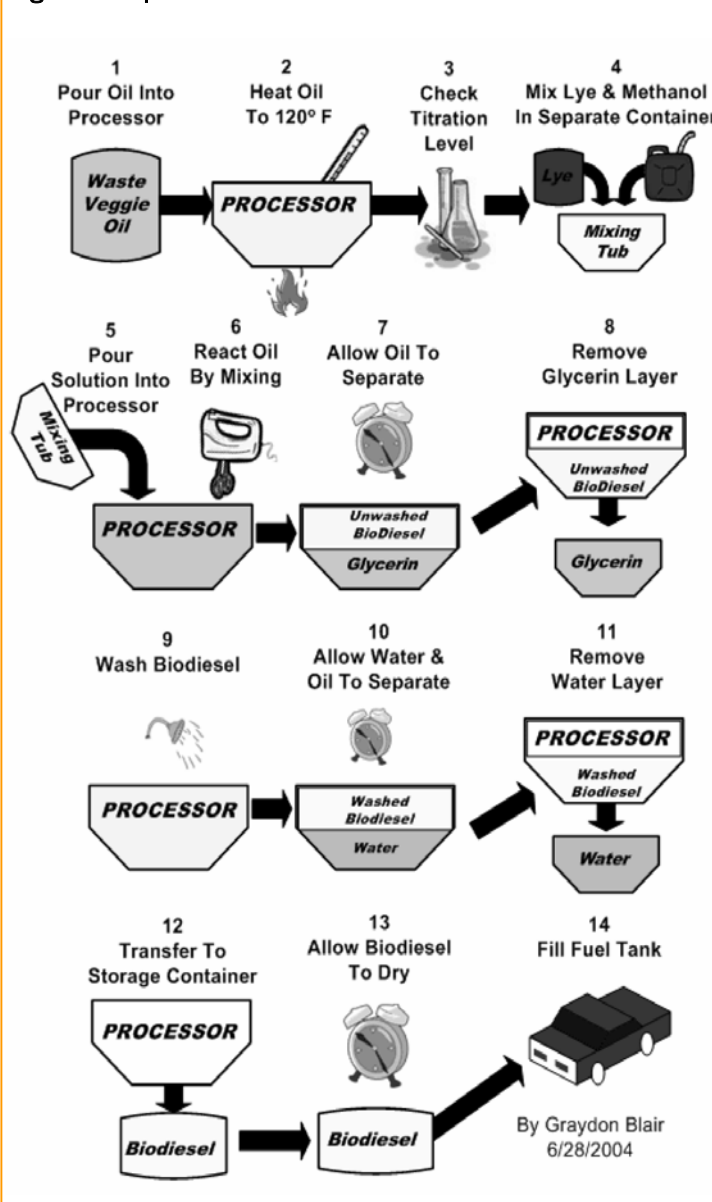 1
Pour Oil Into
Processor
2
Heat Oil
To 120º F
3
Check
Titration
Level
4
Mix Lye & Methanol
In Separate Container
Waste
Veggie
Oil
PROCESSOR
Lye
Mixing
Tub
5
Pour
Solution Into
Processor
6
React Oil
By Mixing
7
Allow Oil To
Separate
8
Remove
Glycerin Layer
Mixing
Tub
PROCESSOR
Unwashed
BioDiesel
Glycerin
PROCESSOR
Unwashed
BioDiesel
Glycerin
9
Wash Biodiesel
10
Allow Water &
Oil To Separate
11
Remove
Water Layer
PROCESSOR
Washed
Biodiesel
Water
PROCESSOR
Washed
Biodiesel
Water
12
Transfer To
Storage Container
13
Allow Biodiesel
To Dry
14
Fill Fuel Tank
PROCESSOR
Biodiesel
Biodiesel
By Graydon Blair
6/28/2004